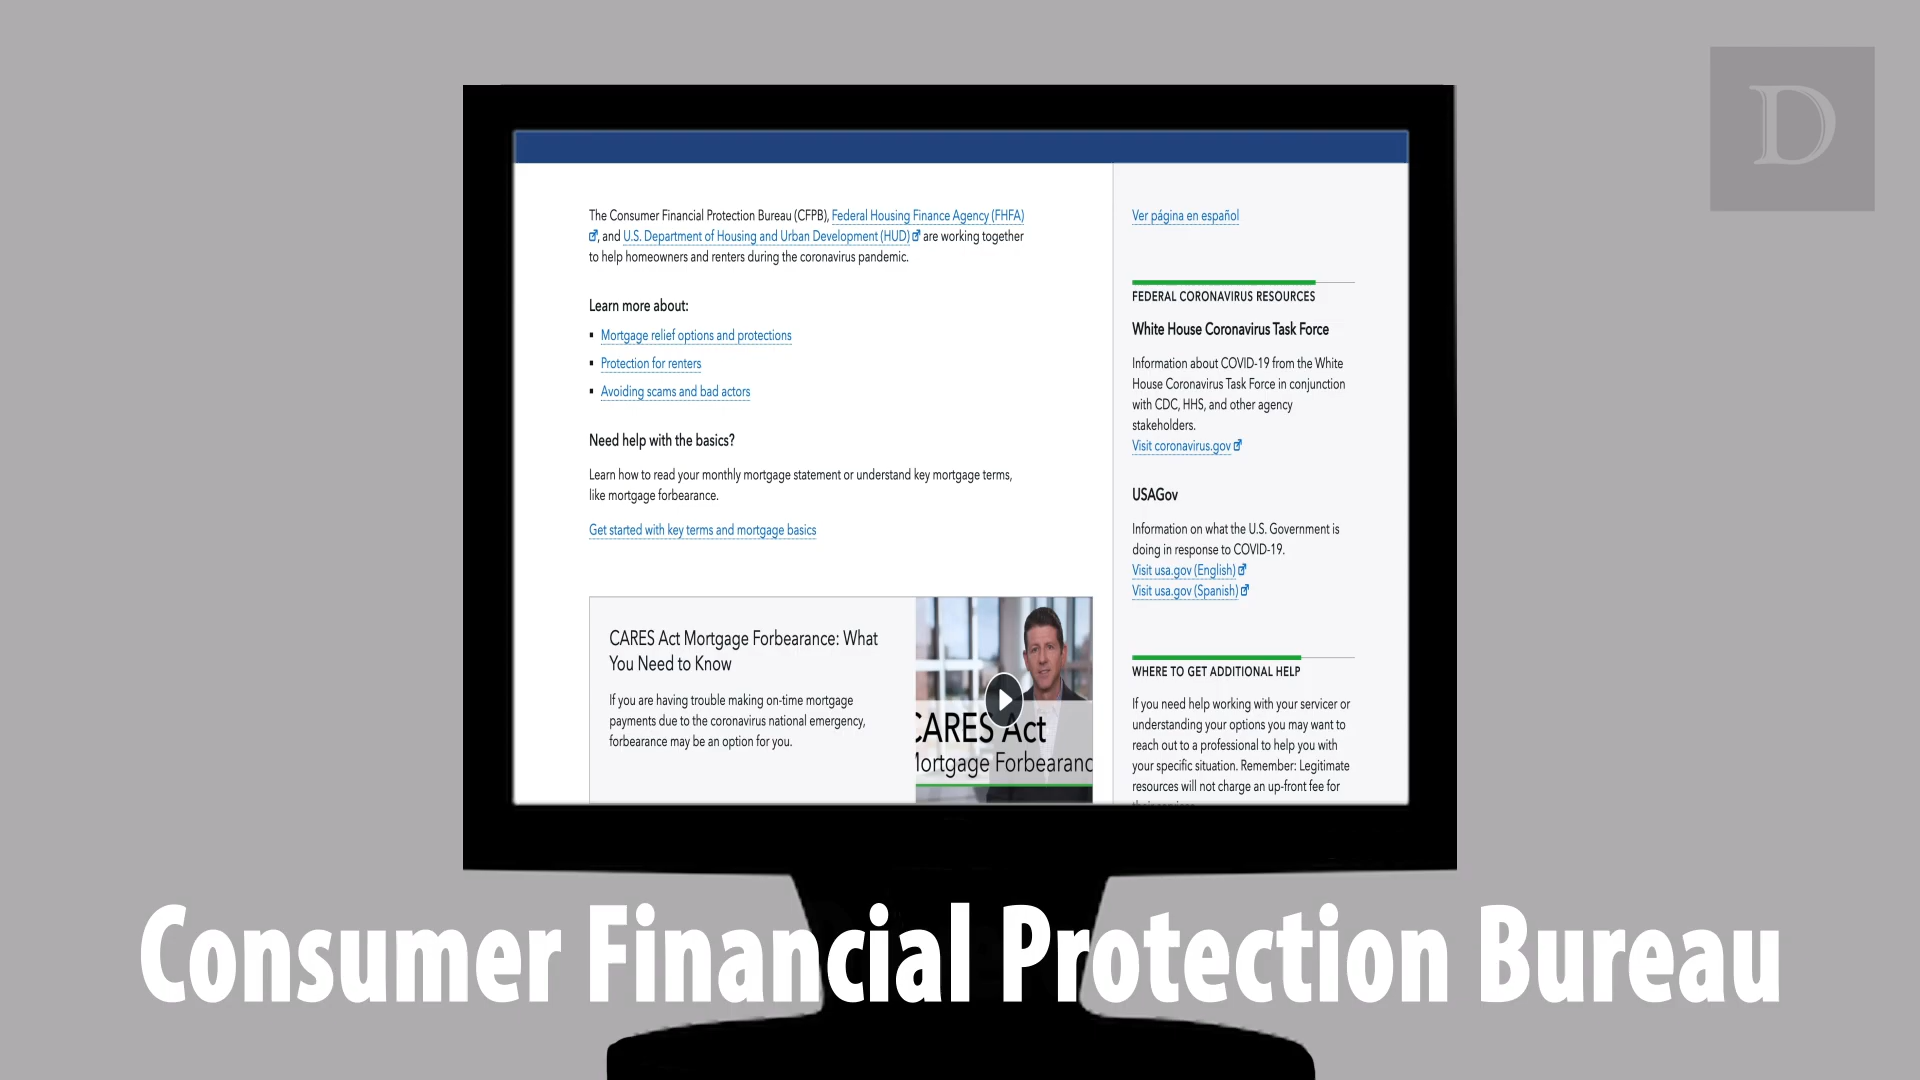 D
The Consumer Financial Protection Bureau (CFPB), Federal Housing Finance Agency (FHFA)
, and U.S. Department of Housing and Urban Development (HUD) are working together
to help homeowners and renters during the coronavirus pandemic.
Learn more about:
▪ Mortgage relief options and protections
▪ Protection for renters
▪ Avoiding scams and bad actors
Need help with the basics?
Learn how to read your monthly mortgage statement or understand key mortgage terms,
like mortgage forbearance.
Get started with key terms and mortgage basics
CARES Act Mortgage Forbearance: What
You Need to Know
If you are having trouble making on-time mortgage
payments due to the coronavirus national emergency,
forbearance may be an option for you.
CARES Act
Mortgage Forbearanc
Ver página en español
FEDERAL CORONAVIRUS RESOURCES
White House Coronavirus Task Force
Information about COVID-19 from the White
House Coronavirus Task Force in conjunction
with CDC, HHS, and other agency
stakeholders.
Visit coronavirus.gov
USAGov
Information on what the U.S. Government is
doing in response to COVID-19.
Visit usa.gov (English)
Visit usa.gov (Spanish)
WHERE TO GET ADDITIONAL HELP
If you need help working with your servicer or
understanding your options you may want to
reach out to a professional to help you with
your specific situation. Remember: Legitimate
resources will not charge an up-front fee for
Consumer Financial Protection Bureau